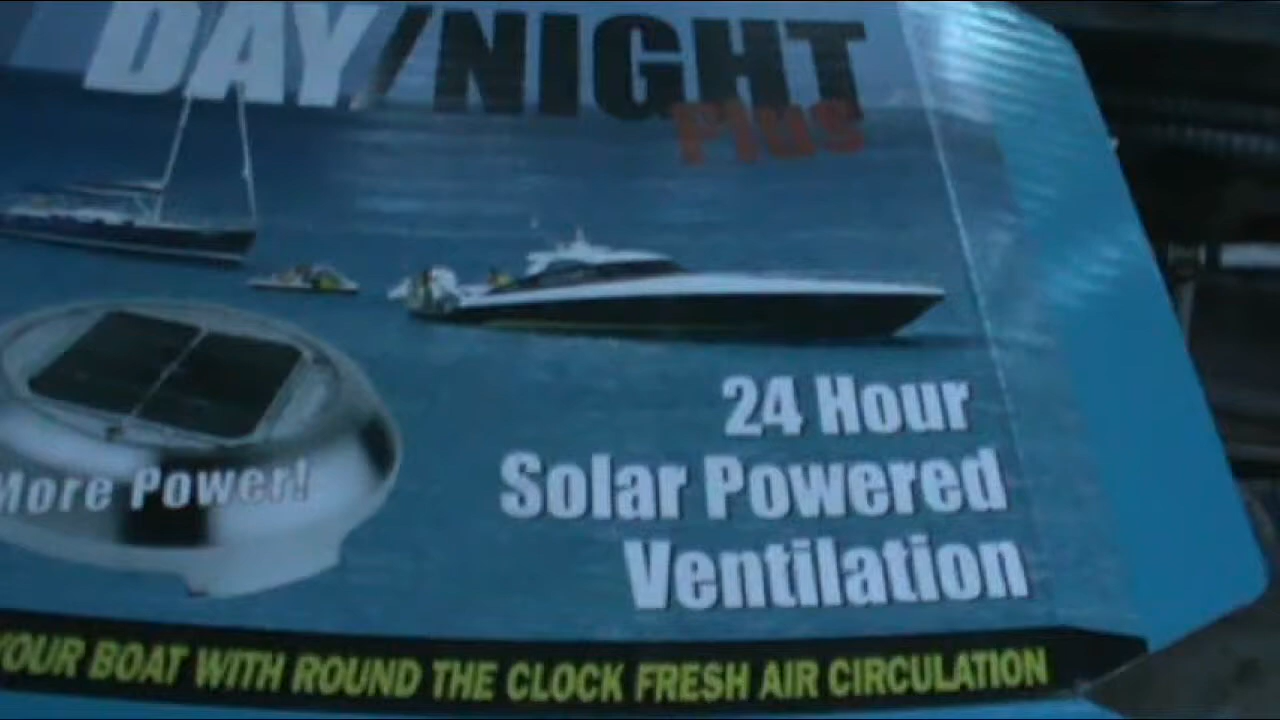 DAY/NIGHT
Plus
24 Hour
Solar Powered
Ventilation
More Power!
YOUR BOAT WITH ROUND THE CLOCK FRESH AIR CIRCULATION